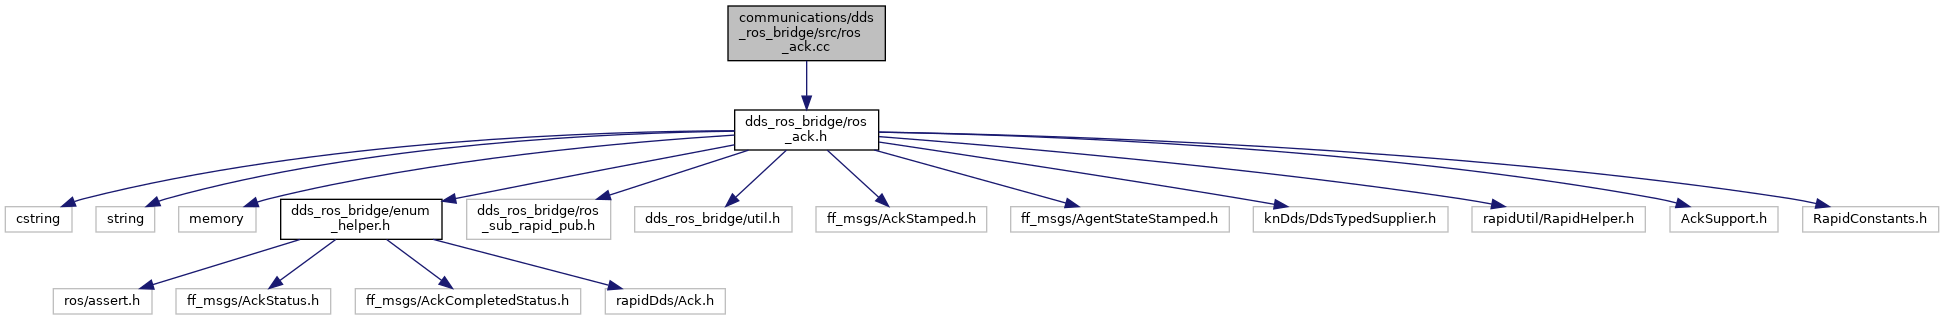 communications/dds
_ros_bridge/src/ros
_ack.cc
dds_ros_bridge/ros
_ack.h
cstring
string
memory
dds_ros_bridge/enum
_helper.h
dds_ros_bridge/ros
_sub_rapid_pub.h
dds_ros_bridge/util.h
ff_msgs/AckStamped.h
ff_msgs/AgentStateStamped.h
knDds/DdsTypedSupplier.h
rapidUtil/RapidHelper.h
AckSupport.h
RapidConstants.h
ros/assert.h
ff_msgs/AckStatus.h
ff_msgs/AckCompletedStatus.h
rapidDds/Ack.h